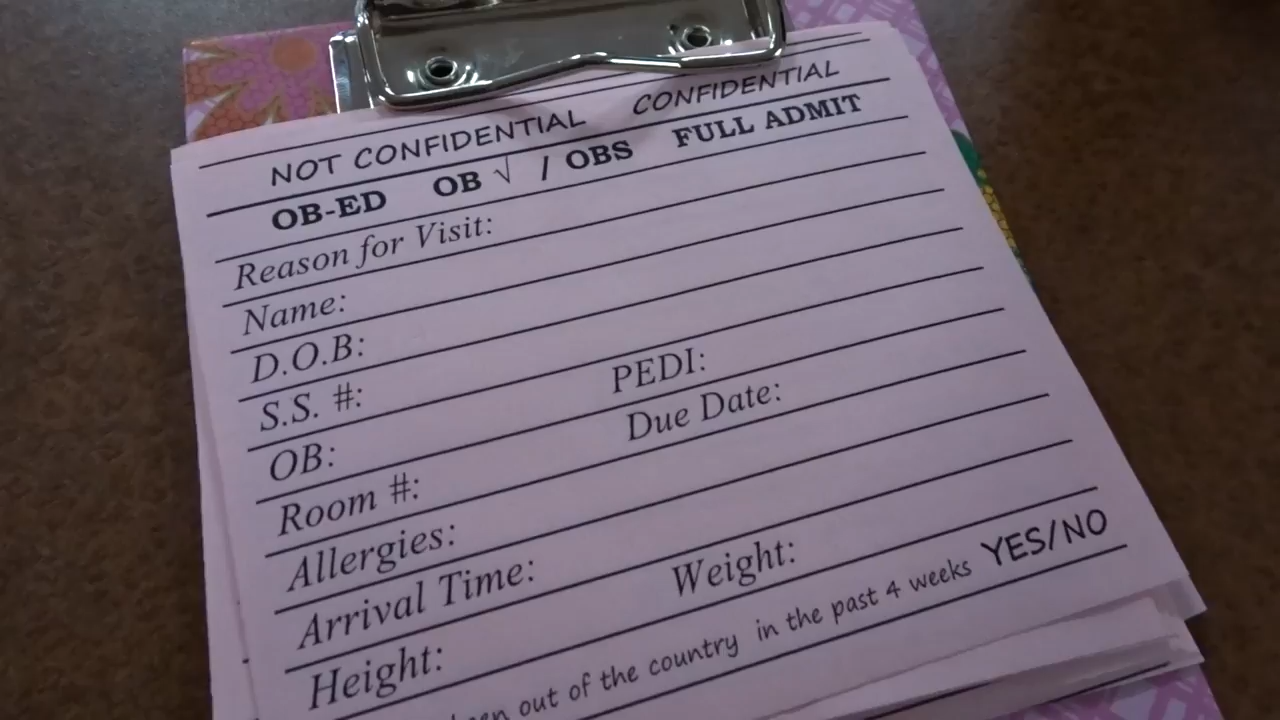 NOT CONFIDENTIAL CONFIDENTIAL
OB-ED OB √ / OBS FULL ADMIT
Reason for Visit:
Name:
D.O.B:
S.S. #:
OB: PEDI:
Room #: Due Date:
Allergies:
Arrival Time:
Height: Weight:
out of the country in the past 4 weeks YES/NO